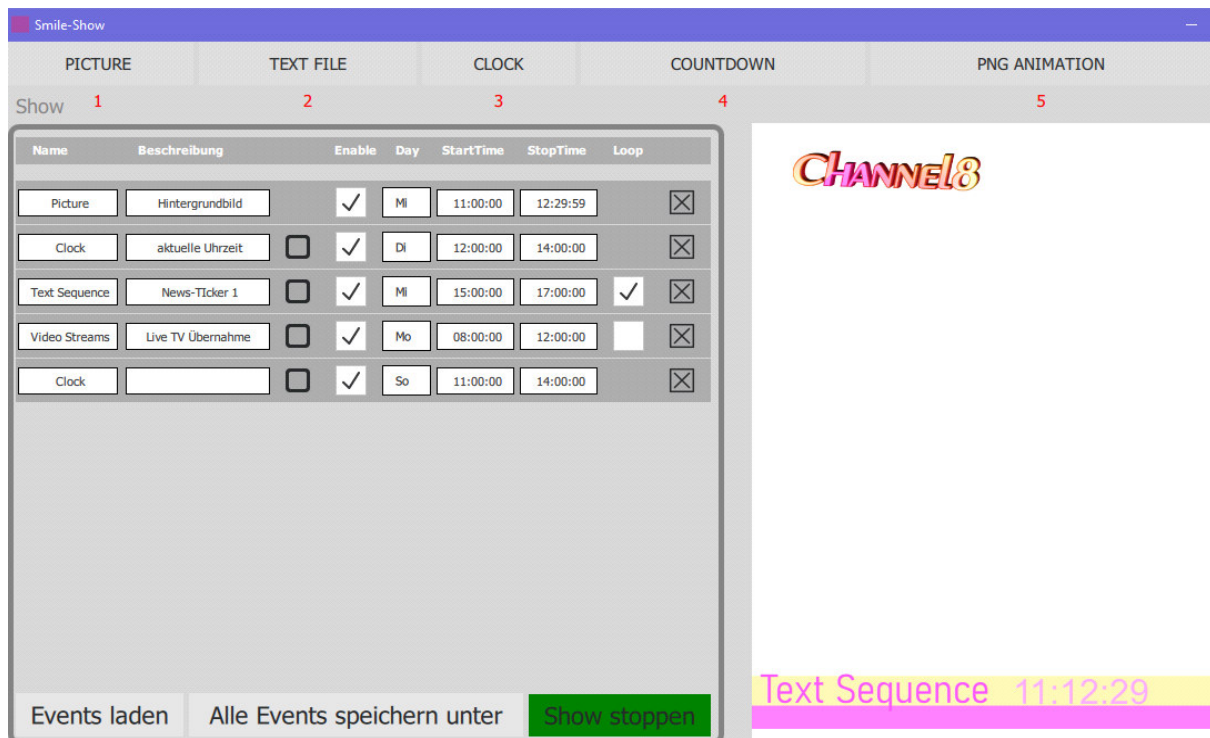 Smile-Show
PICTURE TEXT FILE CLOCK COUNTDOWN PNG ANIMATION
Show 1 2 3 4 5
Name Beschreibung Enable Day StartTime StopTime Loop
Picture Hintergrundbild Mi 11:00:00 12:29:59
Clock aktuelle Uhrzeit Di 12:00:00 14:00:00
Text Sequence News-TIcker 1 Mi 15:00:00 17:00:00
Video Streams Live TV Übernahme Mo 08:00:00 12:00:00
Clock So 11:00:00 14:00:00
Events laden Alle Events speichern unter Show stoppen
Channel8
Text Sequence 11:12:29